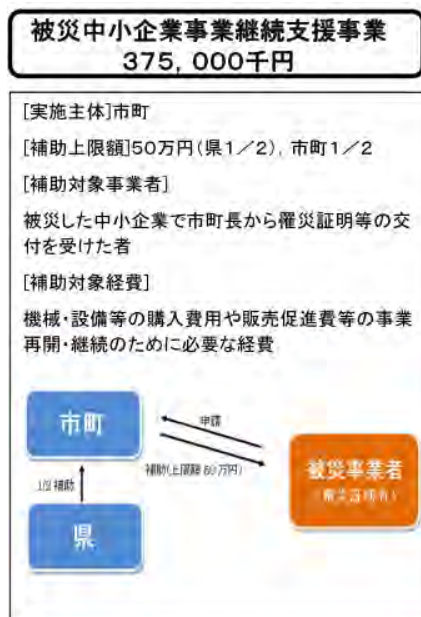 被災中小企業事業継続支援事業
375，000千円
[実施主体]市町
[補助上限額]50万円(県1／2)，市町1／2
[補助対象事業者]
被災した中小企業で市町長から罹災証明等の交
付を受けた者
[補助対象経費]
機械・設備等の購入費用や販売促進費等の事業
再開・継続のために必要な経費
市町
申請
補助(上限額 50万円)
被災事業者
1/2 補助
県